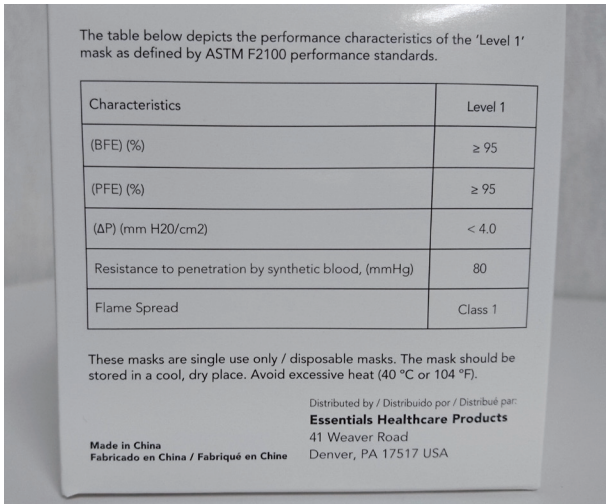 The table below depicts the performance characteristics of the 'Level 1'
mask as defined by ASTM F2100 performance standards.
Characteristics Level 1
(BFE) (%) ≥ 95
(PFE) (%) ≥ 95
(ΔP) (mm H20/cm2) < 4.0
Resistance to penetration by synthetic blood, (mmHg) 80
Flame Spread Class 1
These masks are single use only / disposable masks. The mask should be
stored in a cool, dry place. Avoid excessive heat (40 ºC or 104 ºF).
Distributed by / Distribuido por / Distribué par:
Essentials Healthcare Products
41 Weaver Road
Denver, PA 17517 USA
Made in China
Fabricado en China / Fabriqué en Chine